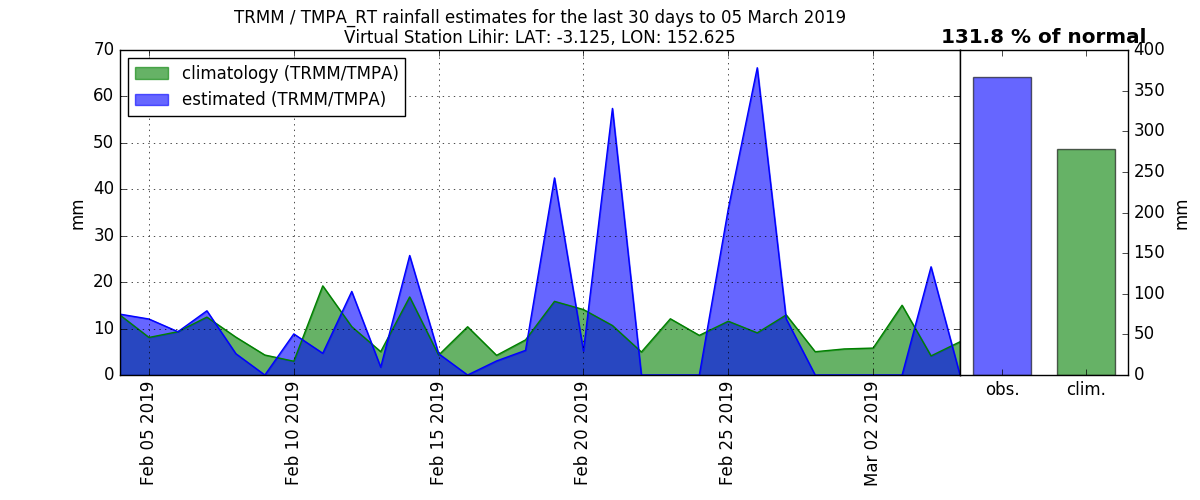 TRMM / TMPA_RT rainfall estimates for the last 30 days to 05 March 2019
Virtual Station Lihir: LAT: -3.125, LON: 152.625
131.8 % of normal
climatology (TRMM/TMPA)
estimated (TRMM/TMPA)
mm
70
60
50
40
30
20
10
0
Feb 05 2019
Feb 10 2019
Feb 15 2019
Feb 20 2019
Feb 25 2019
Mar 02 2019
obs.
clim.
400
350
300
250
200
150
100
50
0
mm